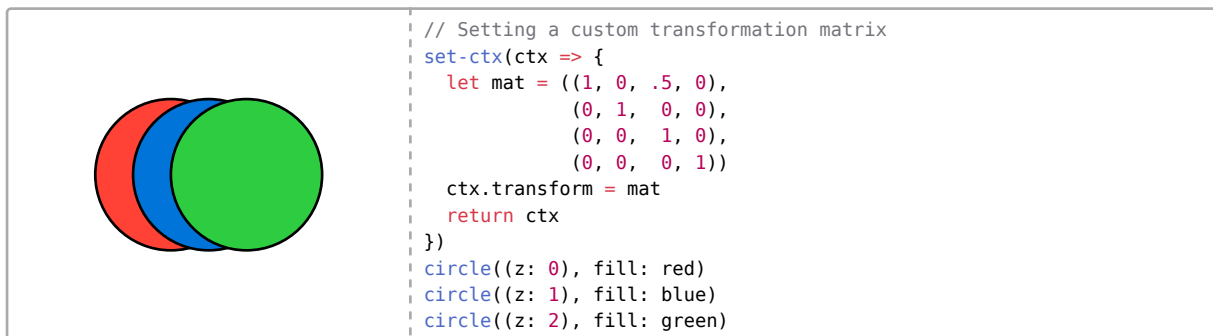 // Setting a custom transformation matrix
set-ctx(ctx => {
  let mat = ((1, 0, .5, 0),
             (0, 1,  0, 0),
             (0, 0,  1, 0),
             (0, 0,  0, 1))
  ctx.transform = mat
  return ctx
})
circle((z: 0), fill: red)
circle((z: 1), fill: blue)
circle((z: 2), fill: green)